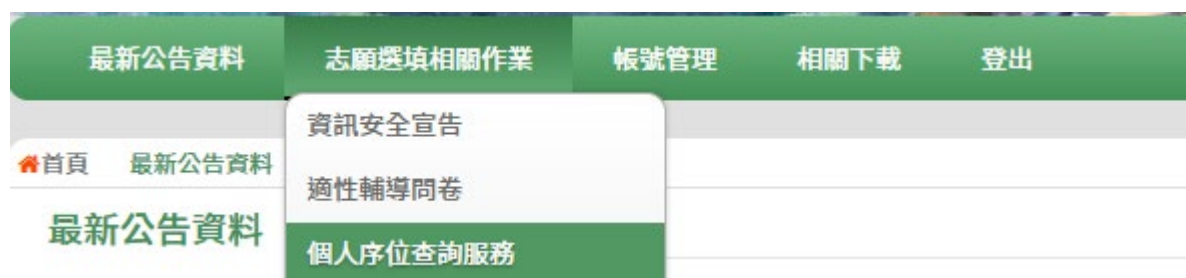 最新公告資料 志願選填相關作業 帳號管理 相關下載 登出
資訊安全宣告
首頁 最新公告資料
適性輔導問卷
最新公告資料
個人序位查詢服務